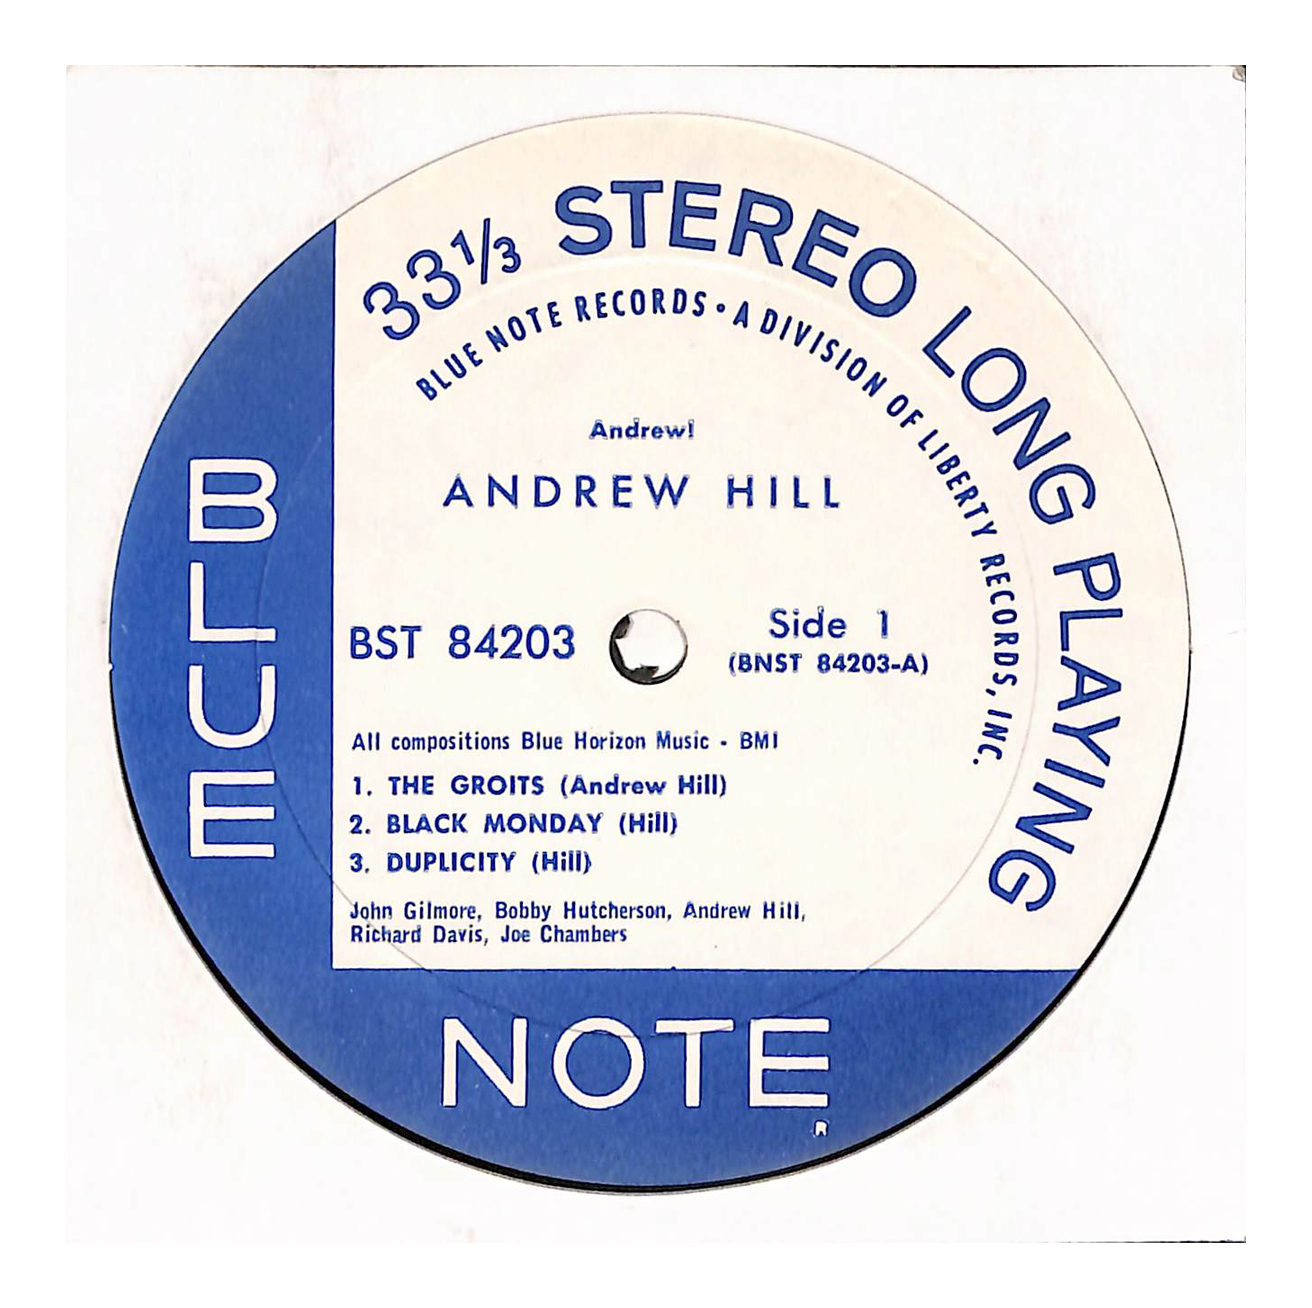 33⅓ STEREO LONG PLAYING
BLUE NOTE RECORDS • A DIVISION OF LIBERTY RECORDS, INC.
Andrew!
ANDREW HILL
BST 84203
Side 1
(BNST 84203-A)
All compositions Blue Horizon Music - BMI
1. THE GROITS (Andrew Hill)
2. BLACK MONDAY (Hill)
3. DUPLICITY (Hill)
John Gilmore, Bobby Hutcherson, Andrew Hill,
Richard Davis, Joe Chambers
BLUE
NOTE
R